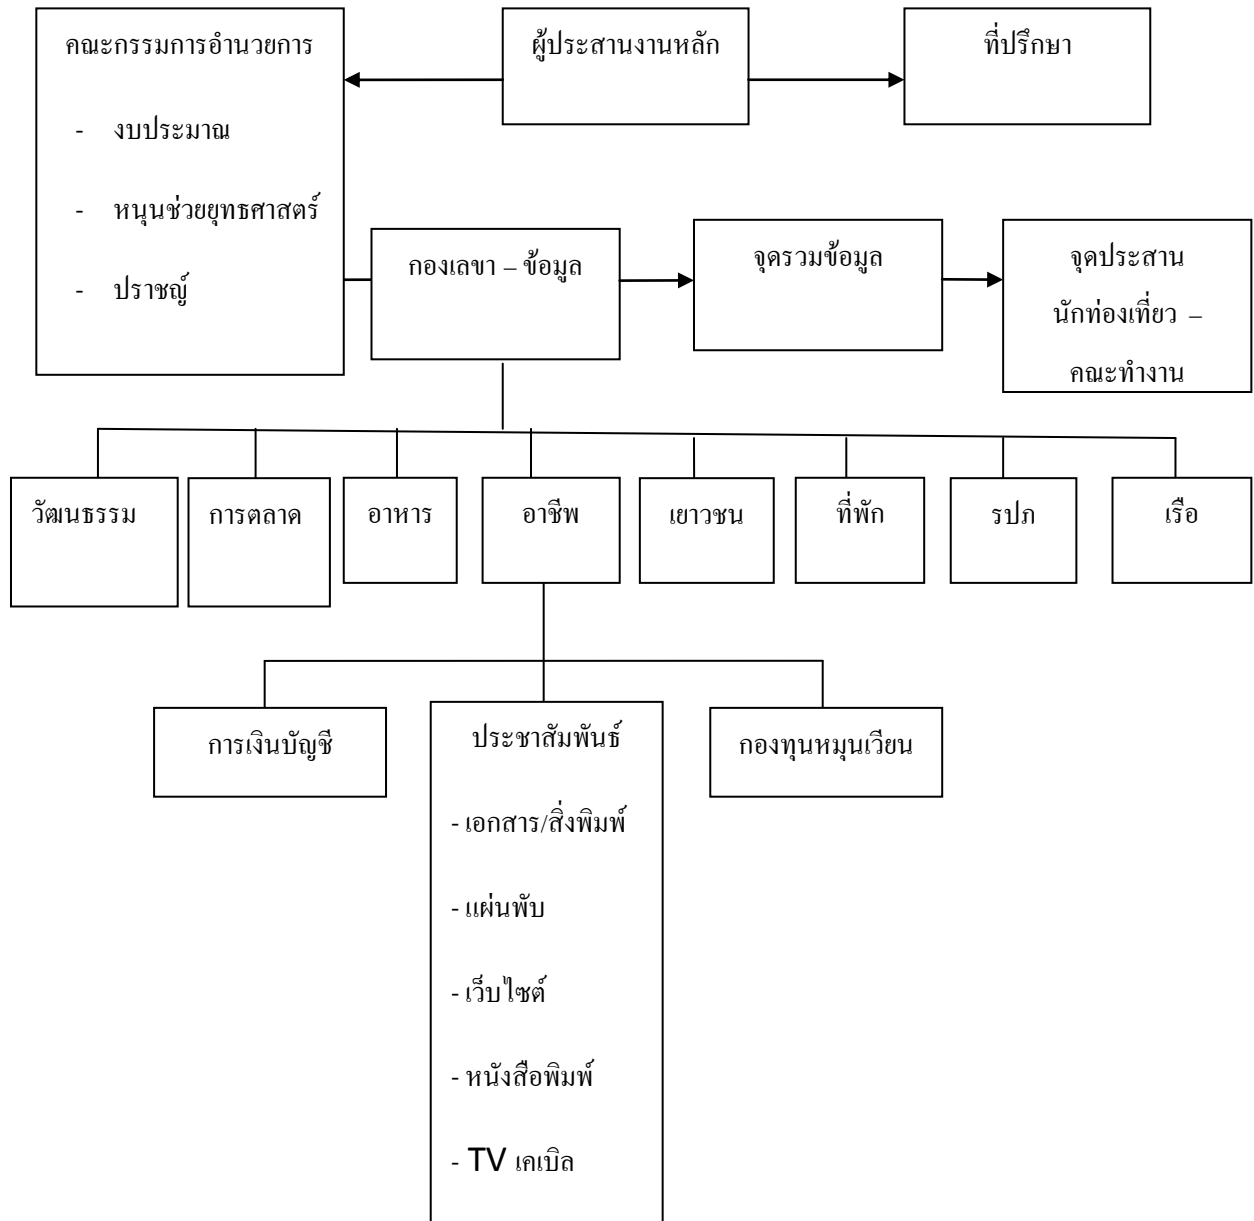 คณะกรรมการอำนวยการ
- งบประมาณ
- หนุนช่วยยุทธศาสตร์
- ปราชญ์
ผู้ประสานงานหลัก
ที่ปรึกษา
กองเลขา – ข้อมูล
จุดรวมข้อมูล
จุดประสาน
นักท่องเที่ยว –
คณะทำงาน
วัฒนธรรม
การตลาด
อาหาร
อาชีพ
เยาวชน
ที่พัก
รปภ
เรือ
การเงินบัญชี
ประชาสัมพันธ์
- เอกสาร/สิ่งพิมพ์
- แผ่นพับ
- เว็บไซต์
- หนังสือพิมพ์
- TV เคเบิล
กองทุนหมุนเวียน